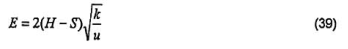 E = 2(H – S)√(k/u) (39)